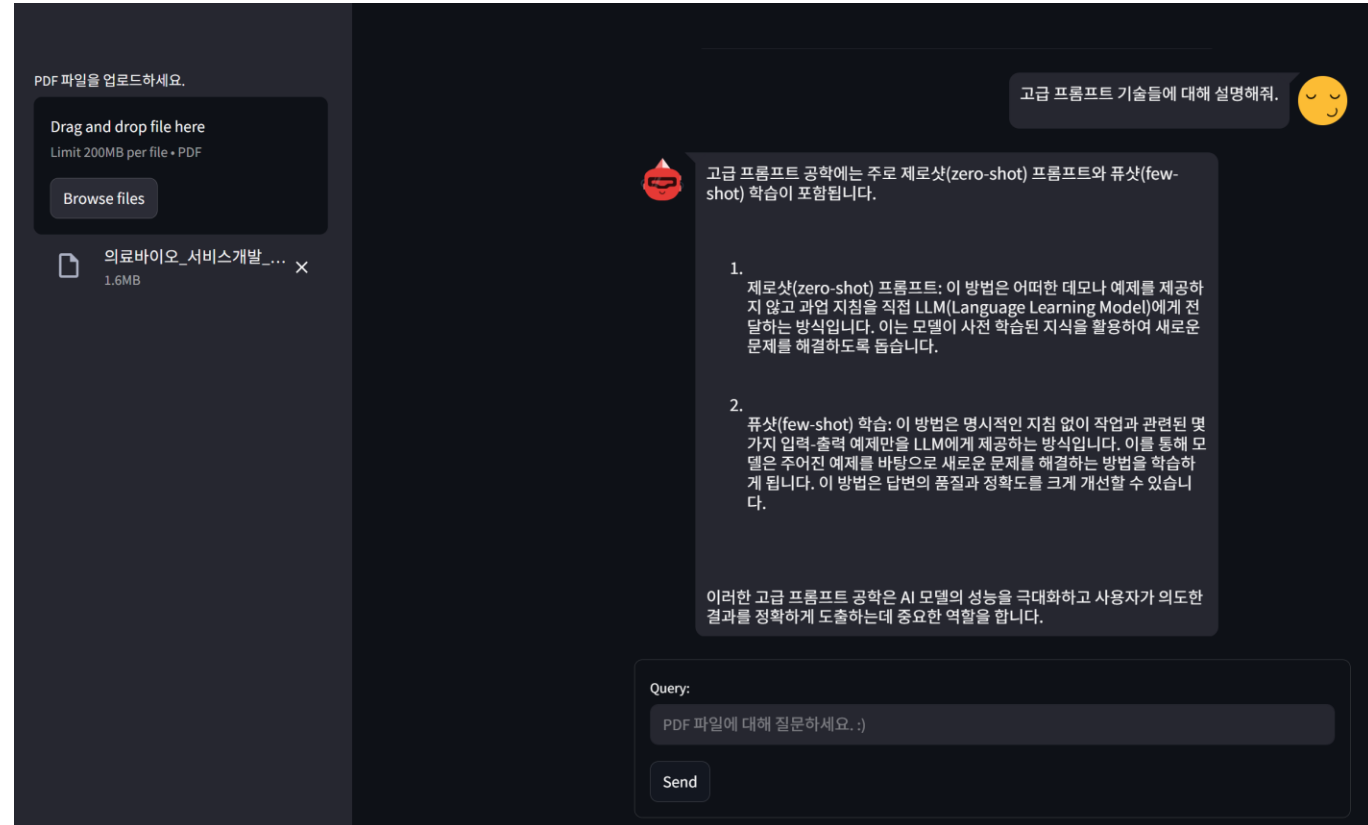 PDF 파일을 업로드하세요.
Drag and drop file here
Limit 200MB per file • PDF
Browse files
의료바이오_서비스개발_...
1.6MB
고급 프롬프트 기술들에 대해 설명해줘.
고급 프롬프트 공학에는 주로 제로샷(zero-shot) 프롬프트와 퓨샷(few-
shot) 학습이 포함됩니다.
1.
제로샷(zero-shot) 프롬프트: 이 방법은 어떠한 데모나 예제를 제공하
지 않고 과업 지침을 직접 LLM(Language Learning Model)에게 전
달하는 방식입니다. 이는 모델이 사전 학습된 지식을 활용하여 새로운
문제를 해결하도록 돕습니다.
2.
퓨샷(few-shot) 학습: 이 방법은 명시적인 지침 없이 작업과 관련된 몇
가지 입력-출력 예제만을 LLM에게 제공하는 방식입니다. 이를 통해 모
델은 주어진 예제를 바탕으로 새로운 문제를 해결하는 방법을 학습하
게 됩니다. 이 방법은 답변의 품질과 정확도를 크게 개선할 수 있습니
다.
이러한 고급 프롬프트 공학은 AI 모델의 성능을 극대화하고 사용자가 의도한
결과를 정확하게 도출하는데 중요한 역할을 합니다.
Query:
PDF 파일에 대해 질문하세요. :)
Send